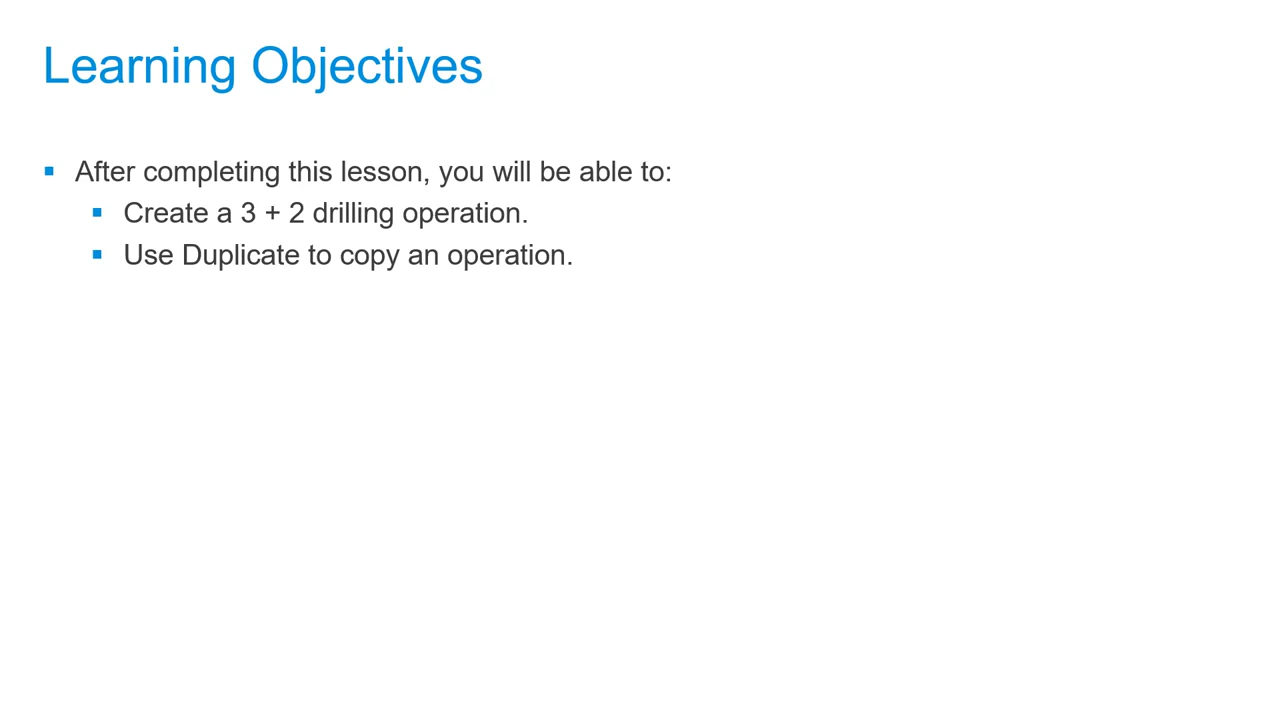 Learning Objectives
After completing this lesson, you will be able to:
Create a 3 + 2 drilling operation.
Use Duplicate to copy an operation.